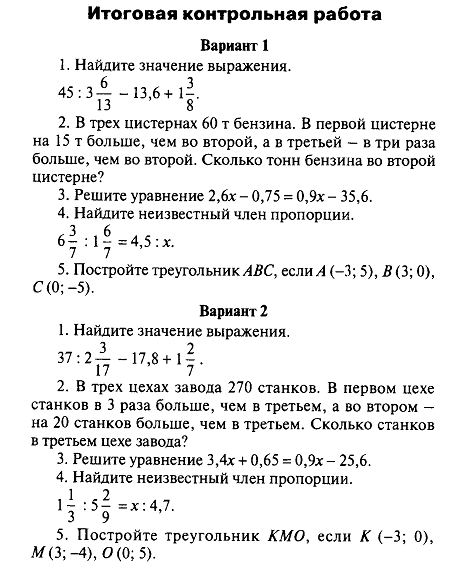 Итоговая контрольная работа
Вариант 1
1. Найдите значение выражения.
45 : 3 6/13 − 13,6 + 1 3/8.
2. В трех цистернах 60 т бензина. В первой цистерне
на 15 т больше, чем во второй, а в третьей − в три раза
больше, чем во второй. Сколько тонн бензина во второй
цистерне?
3. Решите уравнение 2,6x − 0,75 = 0,9x − 35,6.
4. Найдите неизвестный член пропорции.
6 3/7 : 1 6/7 = 4,5 : x.
5. Постройте треугольник ABC, если A (−3; 5), B (3; 0),
C (0; −5).
Вариант 2
1. Найдите значение выражения.
37 : 2 3/17 − 17,8 + 1 2/7.
2. В трех цехах завода 270 станков. В первом цехе
станков в 3 раза больше, чем в третьем, а во втором −
на 20 станков больше, чем в третьем. Сколько станков
в третьем цехе завода?
3. Решите уравнение 3,4x + 0,65 = 0,9x − 25,6.
4. Найдите неизвестный член пропорции.
1 1/3 : 5 2/9 = x : 4,7.
5. Постройте треугольник KMO, если K (−3; 0),
M (3; −4), O (0; 5).